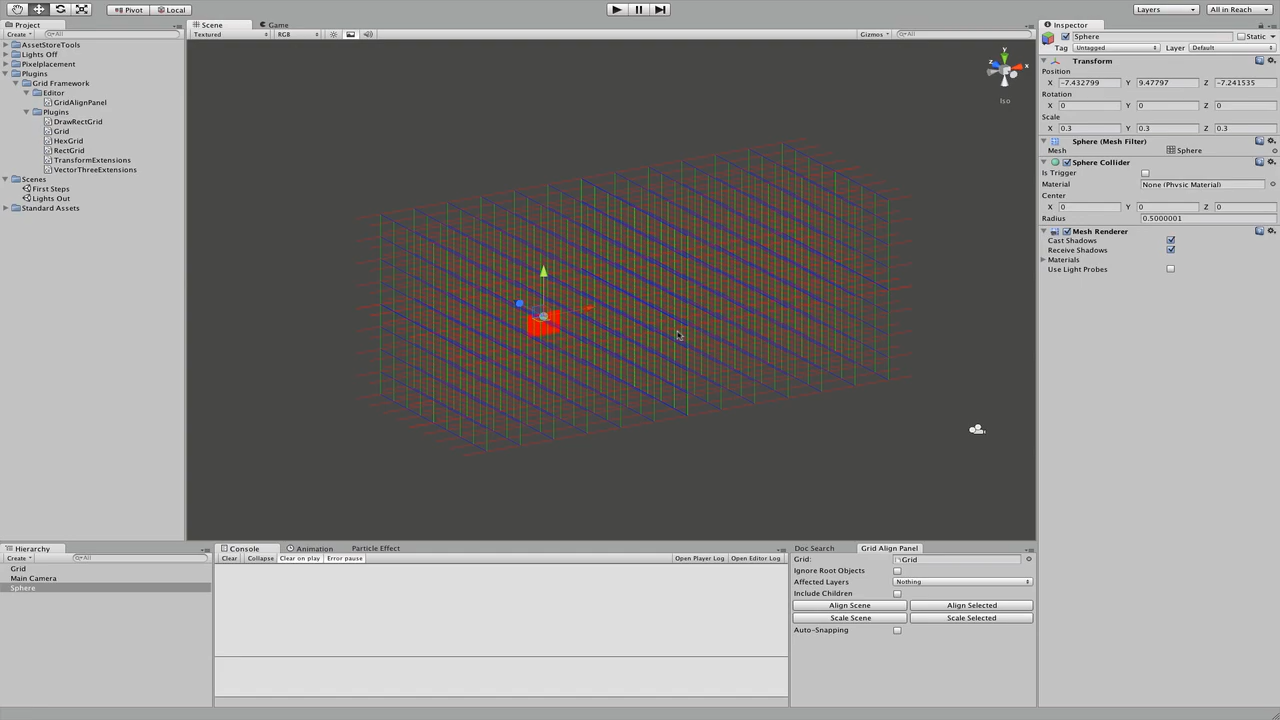 Pivot
Local
Layers
All in Reach
Project
Create
All
AssetStoreTools
Lights Off
Pixelplacement
Plugins
Grid Framework
Editor
GridAlignPanel
Plugins
DrawRectGrid
Grid
HexGrid
RectGrid
TransformExtensions
VectorThreeExtensions
Scenes
First Steps
Lights Out
Standard Assets
Scene
Game
Textured
RGB
Gizmos
All
y
x
z
Iso
Inspector
Sphere
Static
Tag
Untagged
Layer
Default
Transform
Position
X
-7.432799
Y
9.47797
Z
-7.241535
Rotation
X
0
Y
0
Z
0
Scale
X
0.3
Y
0.3
Z
0.3
Sphere (Mesh Filter)
Mesh
Sphere
Sphere Collider
Is Trigger
Material
None (Physic Material)
Center
X
0
Y
0
Z
0
Radius
0.5000001
Mesh Renderer
Cast Shadows
Receive Shadows
Materials
Use Light Probes
Hierarchy
Create
All
Grid
Main Camera
Sphere
Console
Animation
Particle Effect
Clear
Collapse
Clear on play
Error pause
Open Player Log
Open Editor Log
Doc Search
Grid Align Panel
Grid:
Grid
Ignore Root Objects
Affected Layers
Nothing
Include Children
Align Scene
Align Selected
Scale Scene
Scale Selected
Auto-Snapping